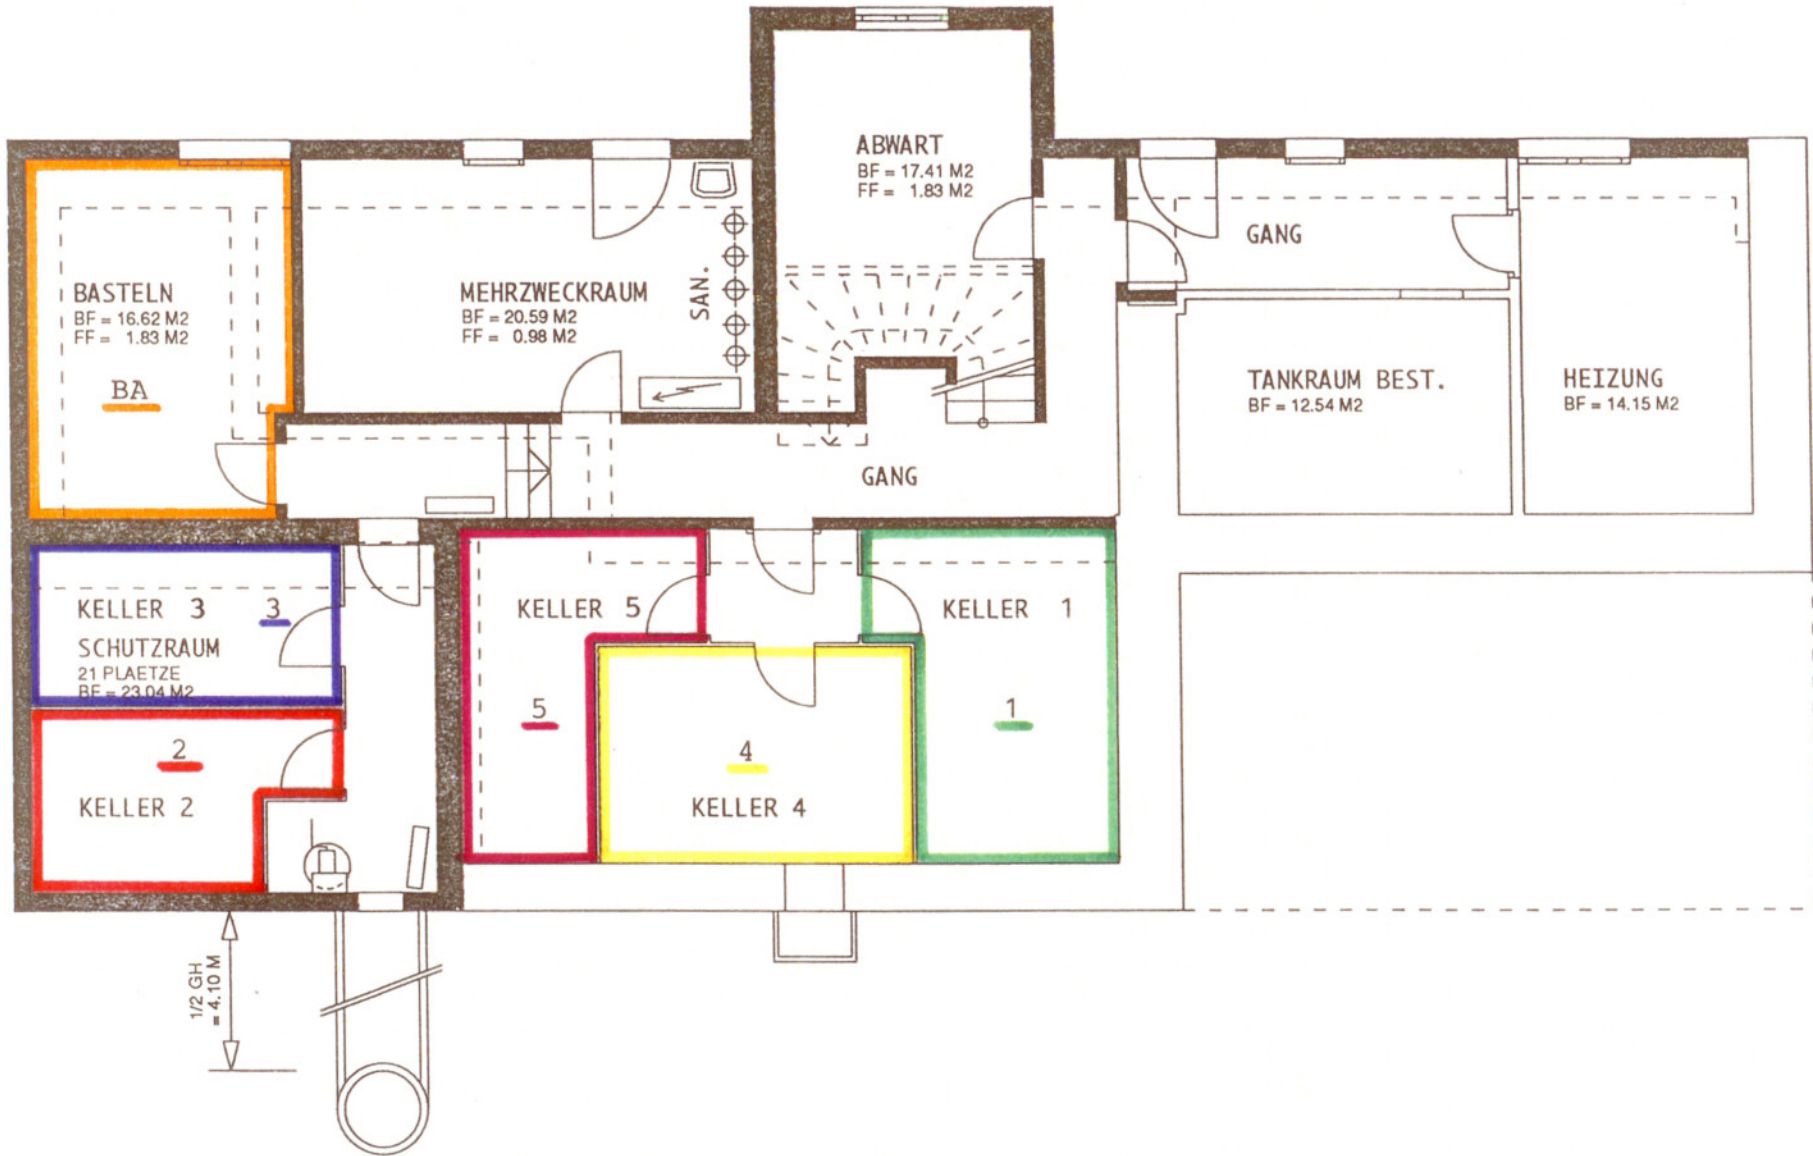 ABWART
BF = 17.41 M2
FF = 1.83 M2
GANG
BASTELN
BF = 16.62 M2
FF = 1.83 M2
BA
MEHRZWECKRAUM
BF = 20.59 M2
FF = 0.98 M2
SAN.
TANKRAUM BEST.
BF = 12.54 M2
HEIZUNG
BF = 14.15 M2
GANG
KELLER 3
3
SCHUTZRAUM
21 PLAETZE
BF = 23.04 M2
2
KELLER 2
KELLER 5
5
4
KELLER 4
KELLER 1
1
1/2 GH
= 4.10 M